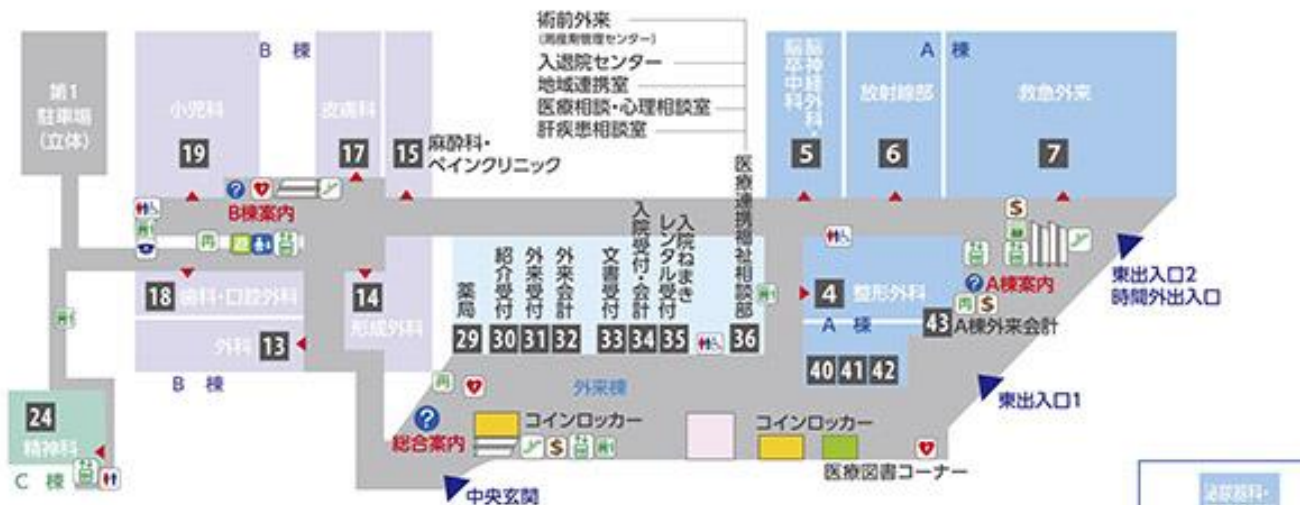 術前外来
(周産期管理センター)
入退院センター
地域連携室
医療相談・心理相談室
肝疾患相談室
第1
駐車場
(立体)
B 棟
小児科
19
皮膚科
17
15
麻酔科・
ペインクリニック
脳神経外科・
脳卒中科
5
A 棟
放射線部
6
救急外来
7
B棟案内
円
18
歯科・口腔外科
14
形成外科
外科
13
B 棟
24
精神科
C 棟
薬局
29
紹介受付
30
外来受付
31
外来会計
32
文書受付
33
入院受付・会計
34
入院ねまき
レンタル受付
35
医療連携福祉相談部
36
4
整形外科
A 棟
40
41
42
43
A棟外来会計
円
$
A棟案内
$
東出入口2
時間外出入口
東出入口1
外来棟
円
総合案内
コインロッカー
$
コインロッカー
医療図書コーナー
中央玄関
泌尿器科・